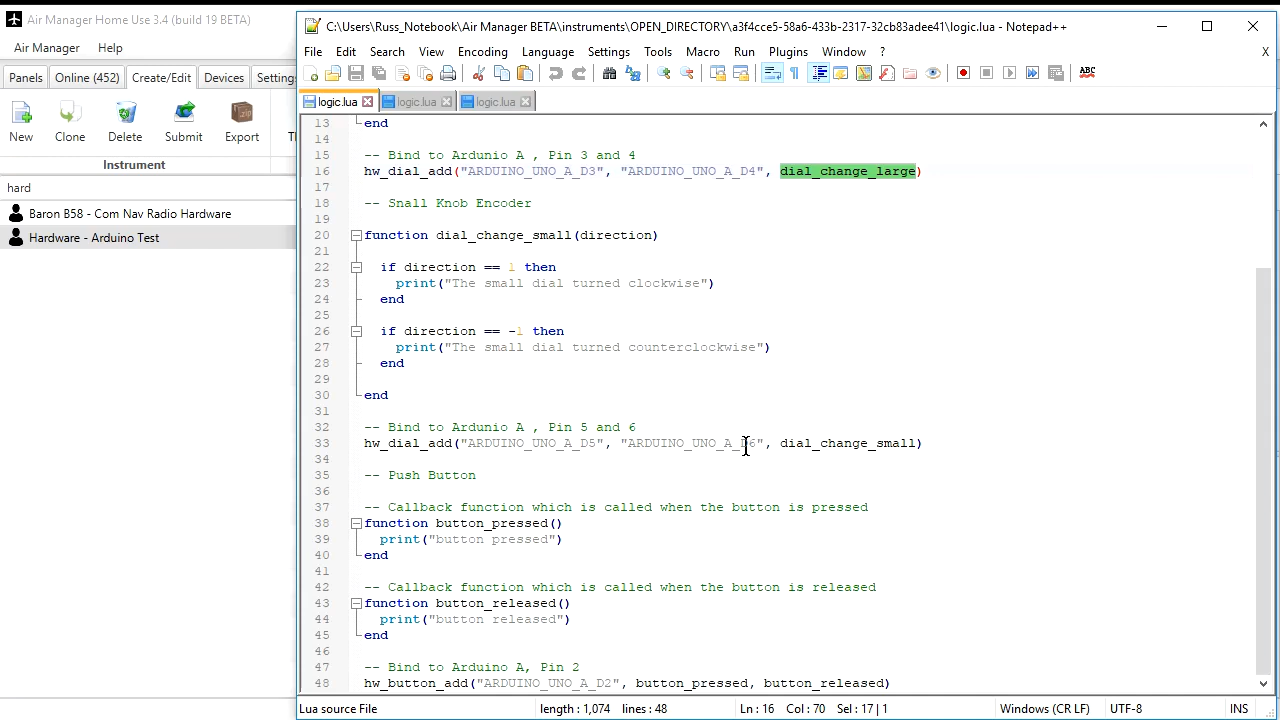 Air Manager Home Use 3.4 (build 19 BETA)
Air Manager Help
Panels Online (452) Create/Edit Devices Settings
New Clone Delete Submit Export
Instrument
hard
Baron B58 - Com Nav Radio Hardware
Hardware - Arduino Test
C:\Users\Russ_Notebook\Air Manager BETA\instruments\OPEN_DIRECTORY\a3f4cce5-58a6-433b-2317-32cb83adee41\logic.lua - Notepad++
File Edit Search View Encoding Language Settings Tools Macro Run Plugins Window ? X
ABC
logic.lua logic.lua logic.lua
13 end
14
15 -- Bind to Ardunio A , Pin 3 and 4
16 hw_dial_add("ARDUINO_UNO_A_D3", "ARDUINO_UNO_A_D4", dial_change_large)
17
18 -- Snall Knob Encoder
19
20 function dial_change_small(direction)
21
22 if direction == 1 then
23 print("The small dial turned clockwise")
24 end
25
26 if direction == -1 then
27 print("The small dial turned counterclockwise")
28 end
29
30 end
31
32 -- Bind to Ardunio A , Pin 5 and 6
33 hw_dial_add("ARDUINO_UNO_A_D5", "ARDUINO_UNO_A_D6", dial_change_small)
34
35 -- Push Button
36
37 -- Callback function which is called when the button is pressed
38 function button_pressed()
39 print("button pressed")
40 end
41
42 -- Callback function which is called when the button is released
43 function button_released()
44 print("button released")
45 end
46
47 -- Bind to Arduino A, Pin 2
48 hw_button_add("ARDUINO_UNO_A_D2", button_pressed, button_released)
Lua source File length : 1,074 lines : 48 Ln : 16 Col : 70 Sel : 17 | 1 Windows (CR LF) UTF-8 INS